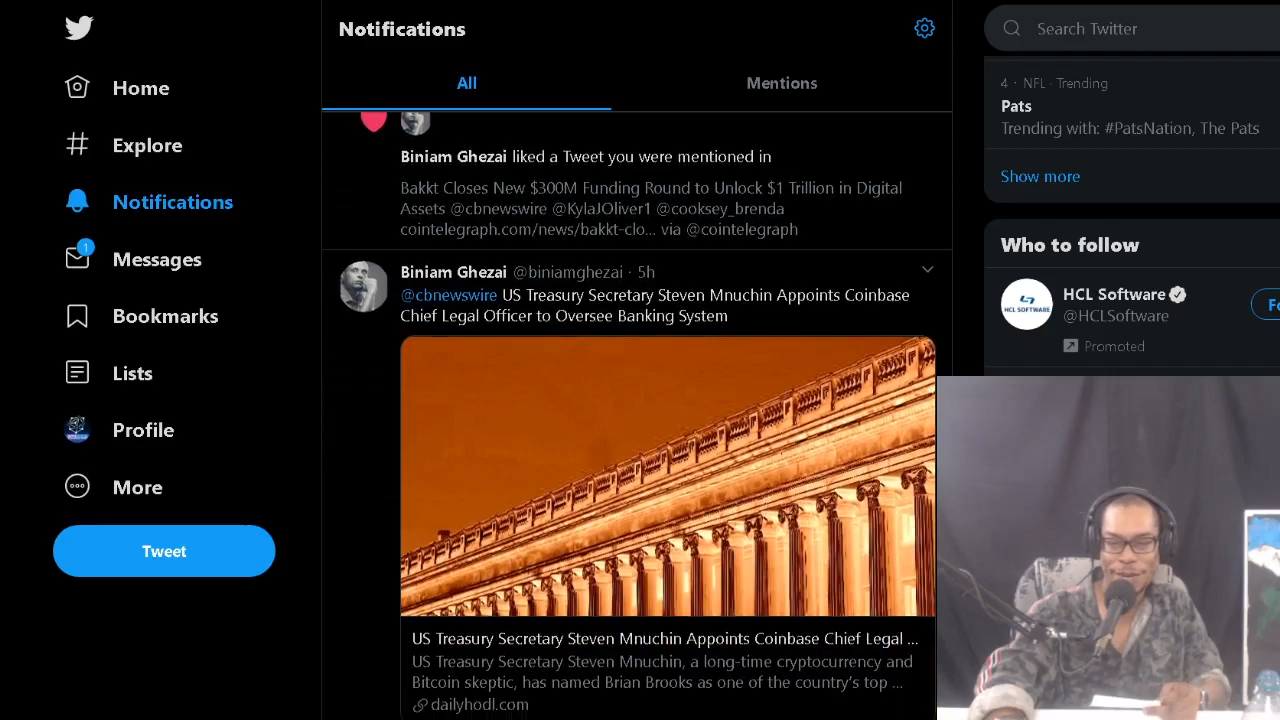 Home
Explore
Notifications
1
Messages
Bookmarks
Lists
Profile
More
Tweet
Notifications
All
Mentions
Biniam Ghezai liked a Tweet you were mentioned in
Bakkt Closes New $300M Funding Round to Unlock $1 Trillion in Digital
Assets @cbnewswire @KylaJOliver1 @cooksey_brenda
cointelegraph.com/news/bakkt-clo... via @cointelegraph
Biniam Ghezai @biniamghezai · 5h
@cbnewswire US Treasury Secretary Steven Mnuchin Appoints Coinbase
Chief Legal Officer to Oversee Banking System
US Treasury Secretary Steven Mnuchin Appoints Coinbase Chief Legal ...
US Treasury Secretary Steven Mnuchin, a long-time cryptocurrency and
Bitcoin skeptic, has named Brian Brooks as one of the country's top ...
dailyhodl.com
Search Twitter
4 · NFL · Trending
Pats
Trending with: #PatsNation, The Pats
Show more
Who to follow
HCL SOFTWARE
HCL Software
@HCLSoftware
Fo
Promoted